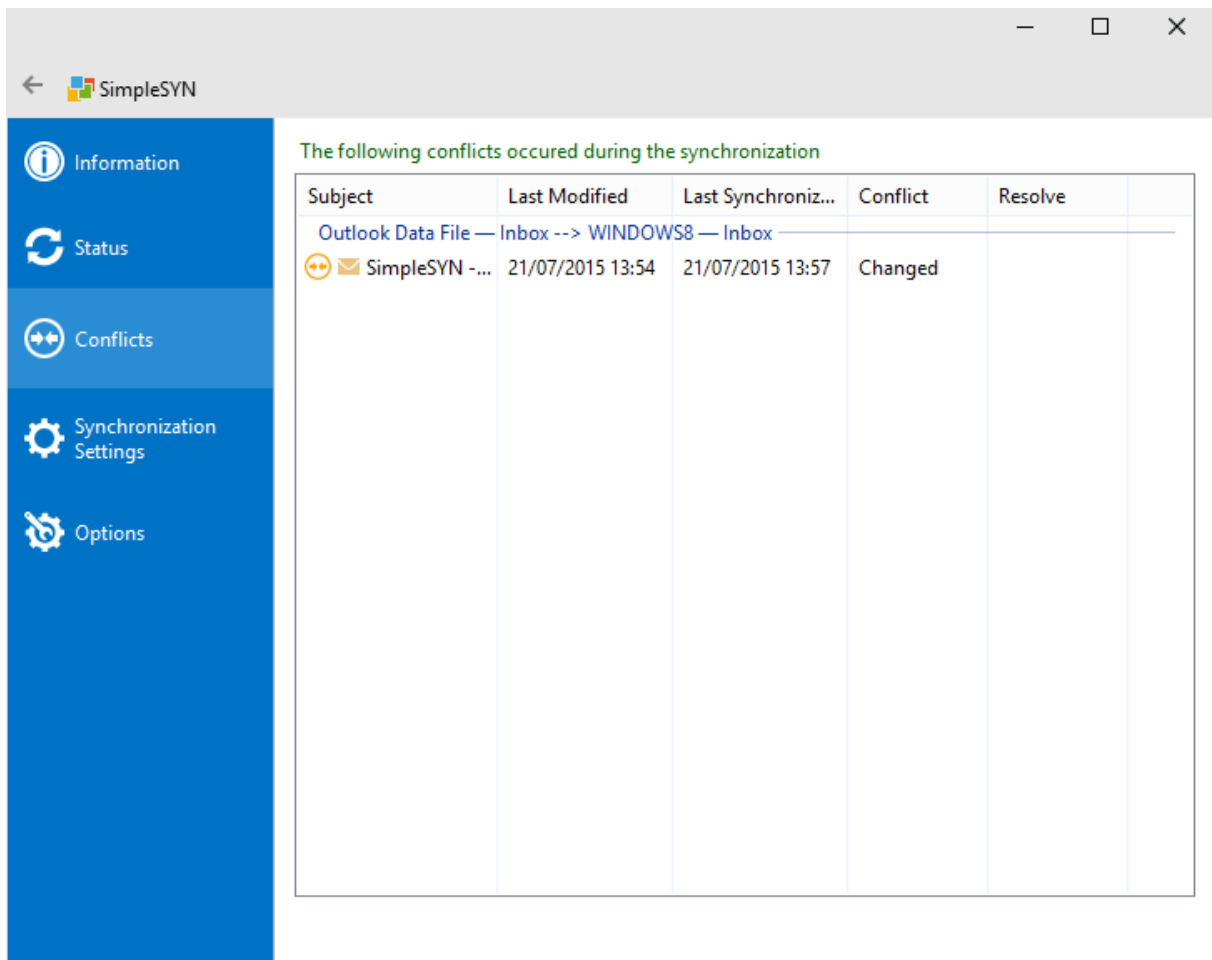 SimpleSYN
Information
Status
Conflicts
Synchronization
Settings
Options
The following conflicts occured during the synchronization
Subject Last Modified Last Synchroniz... Conflict Resolve
Outlook Data File — Inbox --> WINDOWS8 — Inbox
SimpleSYN -... 21/07/2015 13:54 21/07/2015 13:57 Changed